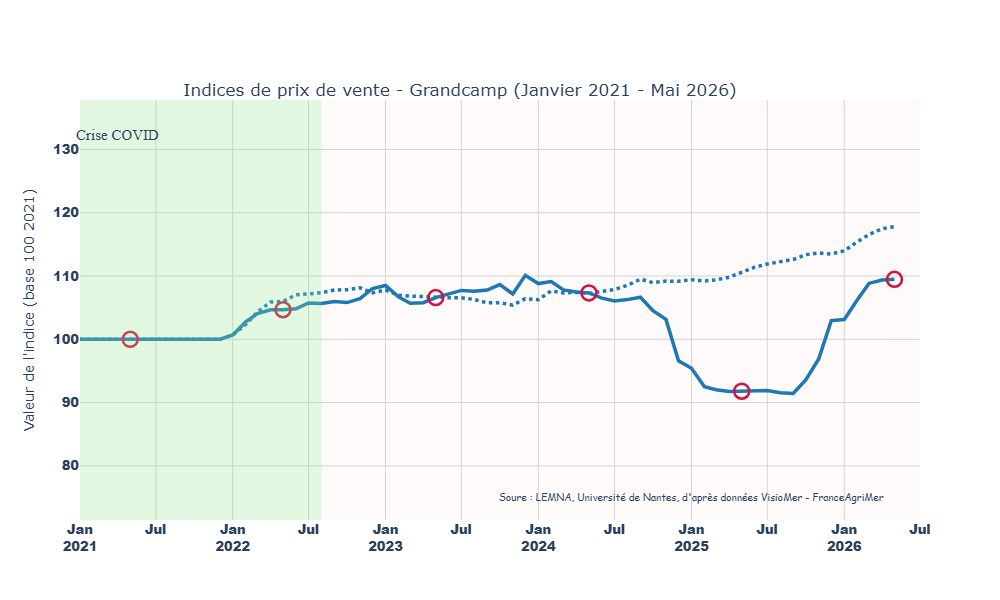 Indices de prix de vente - Grandcamp (Janvier 2021 - Mai 2026)
Crise COVID
Valeur de l'indice (base 100 2021)
130
120
110
100
90
80
Soure : LEMNA, Université de Nantes, d'après données VisioMer - FranceAgriMer
Jan Jul Jan Jul Jan Jul Jan Jul Jan Jul Jan Jul
2021 2022 2023 2024 2025 2026